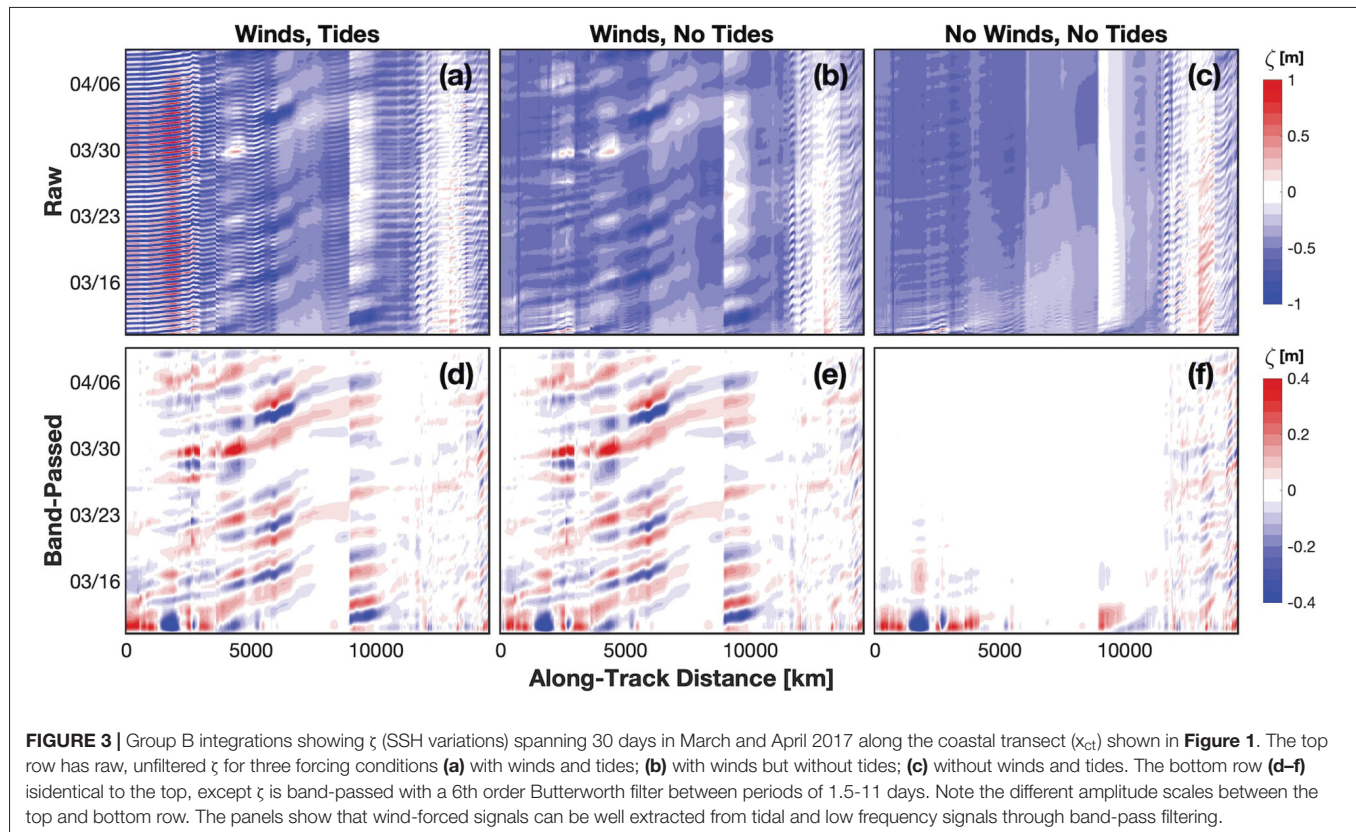 Winds, Tides
Winds, No Tides
No Winds, No Tides
Raw
04/06
03/30
03/23
03/16
(a)
(b)
(c)
ζ [m]
1
0.5
0
-0.5
-1
Band-Passed
04/06
03/30
03/23
03/16
(d)
(e)
(f)
ζ [m]
0.4
0.2
0
-0.2
-0.4
0 5000 10000
0 5000 10000
0 5000 10000
Along-Track Distance [km]
FIGURE 3 | Group B integrations showing ζ (SSH variations) spanning 30 days in March and April 2017 along the coastal transect (xct) shown in Figure 1. The top
row has raw, unfiltered ζ for three forcing conditions (a) with winds and tides; (b) with winds but without tides; (c) without winds and tides. The bottom row (d–f)
isidentical to the top, except ζ is band-passed with a 6th order Butterworth filter between periods of 1.5-11 days. Note the different amplitude scales between the
top and bottom row. The panels show that wind-forced signals can be well extracted from tidal and low frequency signals through band-pass filtering.